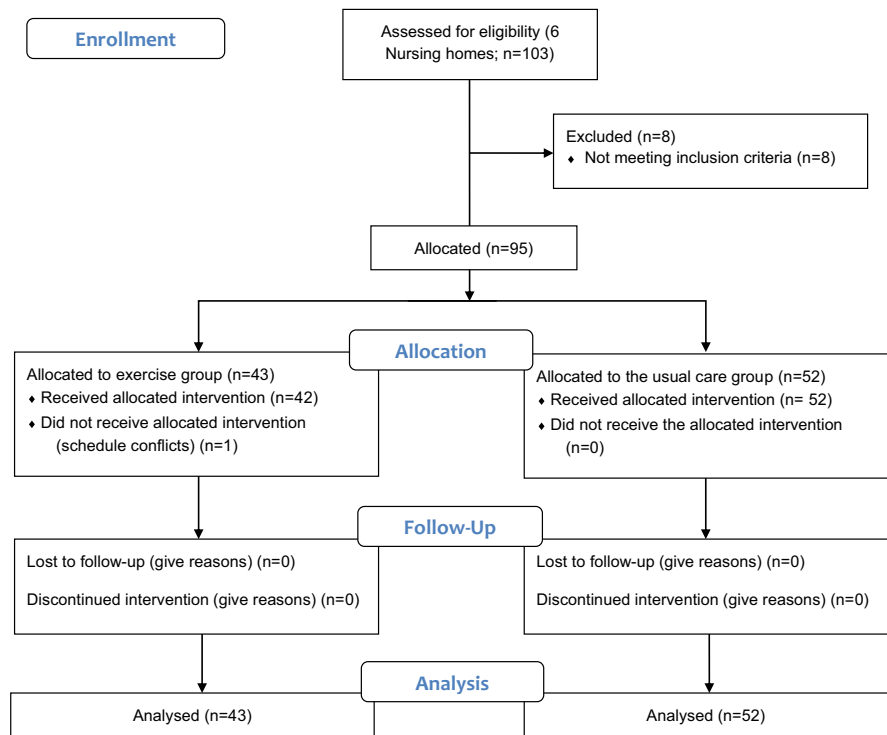 Enrollment
Assessed for eligibility (6
Nursing homes; n=103)
Excluded (n=8)
♦ Not meeting inclusion criteria (n=8)
Allocated (n=95)
Allocation
Allocated to exercise group (n=43)
♦ Received allocated intervention (n=42)
♦ Did not receive allocated intervention
(schedule conflicts) (n=1)
Allocated to the usual care group (n=52)
♦ Received allocated intervention (n= 52)
♦ Did not receive the allocated intervention
(n=0)
Follow-Up
Lost to follow-up (give reasons) (n=0)
Discontinued intervention (give reasons) (n=0)
Lost to follow-up (give reasons) (n=0)
Discontinued intervention (give reasons) (n=0)
Analysis
Analysed (n=43)
Analysed (n=52)